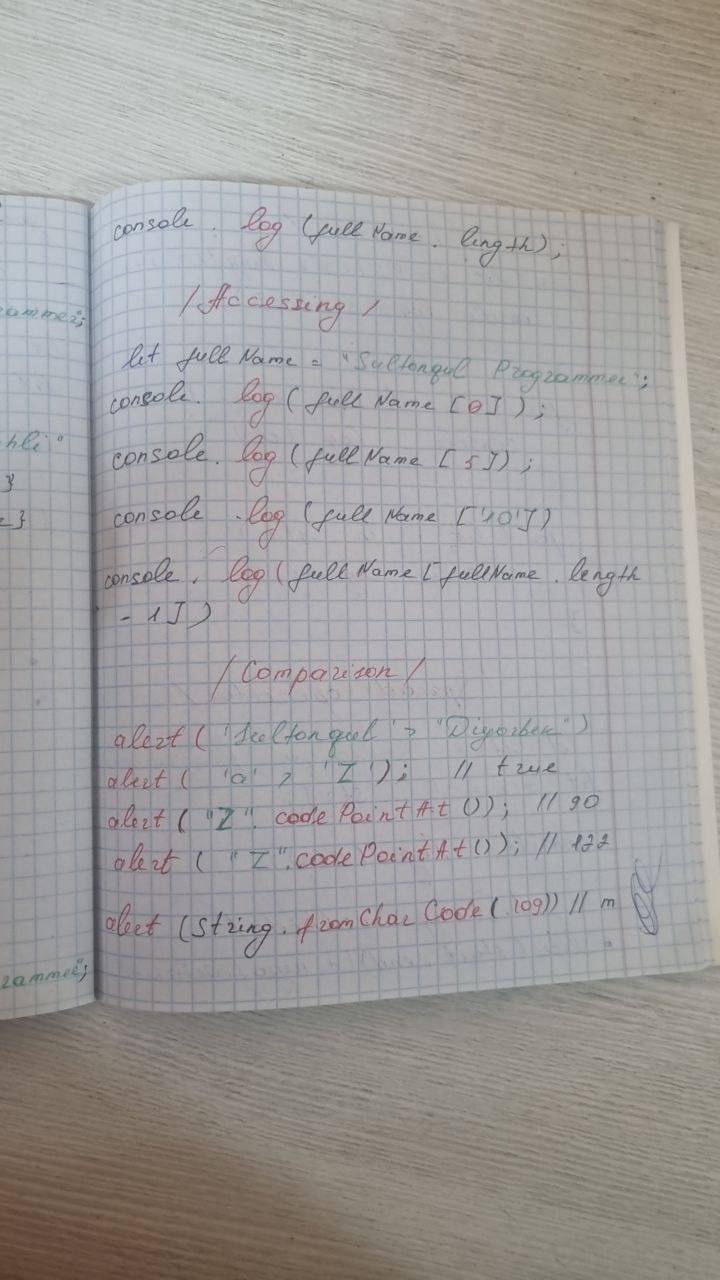 ammer";
hli"
}
}
rammer";
console. log (fullName. length);
/Accessing/
let fullName = "Sultonqul Programmer";
console. log (fullName [0]);
console. log (fullName [5]);
console .log (fullName ['10'])
console. log (fullName [fullName. length
- 1])
/Comparison/
alert ('Sultonqul' > "Diyorbek")
alert ('a' > 'Z'); // true
alert ("Z". codePointAt ()); // 90
alert ("Z".codePointAt()); // 122
alert (String. fromCharCode (109)) // m